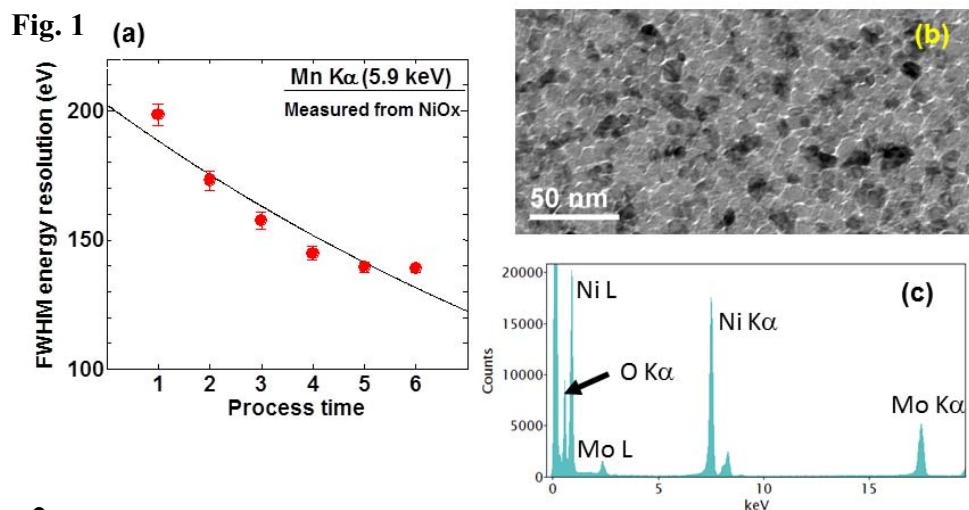 Fig. 1
(a)
FWHM energy resolution (eV)
200
150
100
Mn Kα (5.9 keV)
Measured from NiOx
1 2 3 4 5 6
Process time
(b)
50 nm
(c)
Counts
20000
15000
10000
5000
0
Ni L
O Kα
Mo L
Ni Kα
Mo Kα
0 5 10 15
keV